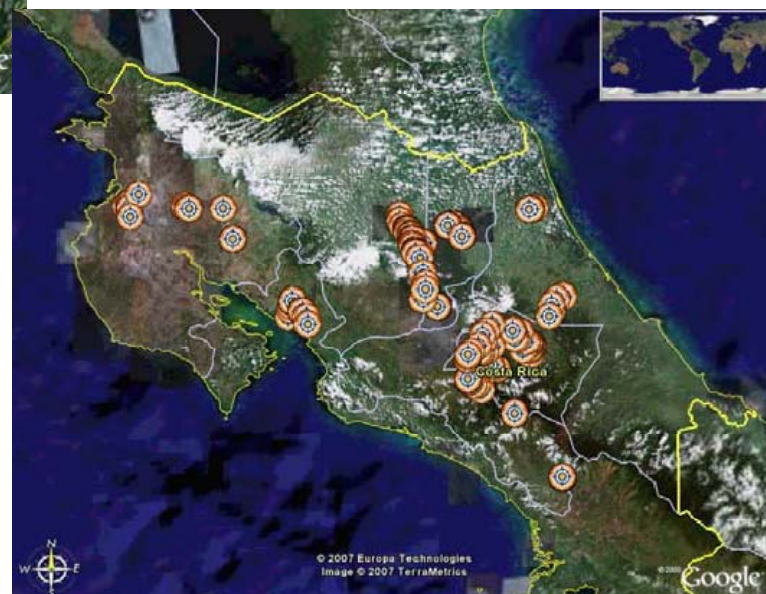 Costa Rica
N
W E
S
© 2007 Europa Technologies
Image © 2007 TerraMetrics
Google